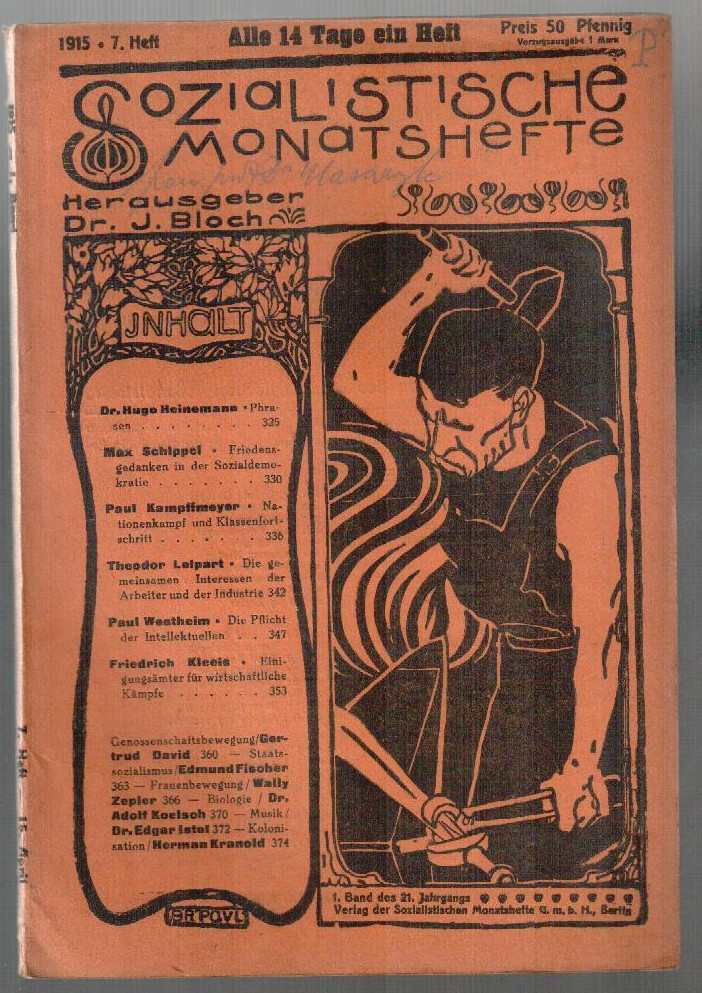 1915 • 7. Heft
Alle 14 Tage ein Heft
Preis 50 Pfennig
Vorzugsausgabe 1 Mark
P
SOZIALISTISCHE
MONATSHEFTE
Herausgeber
Dr. J. Bloch
JNHALT
Dr. Hugo Heinemann • Phra-
sen . . . . . . . . 325
Max Schippel • Friedens-
gedanken in der Sozialdemo-
kratie . . . . . . . 330
Paul Kampffmeyer • Na-
tionenkampf und Klassenfort-
schritt . . . . . . . 336
Theodor Leipart • Die ge-
meinsamen Interessen der
Arbeiter und der Industrie 342
Paul Westheim • Die Pflicht
der Intellektuellen . . 347
Friedrich Kleeis • Eini-
gungsämter für wirtschaftliche
Kämpfe . . . . . . 353
Genossenschaftsbewegung/Ger-
trud David 360 — Staats-
sozialismus/Edmund Fischer
363 — Frauenbewegung/Wally
Zepler 366 — Biologie / Dr.
Adolf Koelsch 370 — Musik/
Dr. Edgar Istel 372 — Koloni-
sation/Herman Kranold 374
BR PAVL
1. Band des 21. Jahrgangs
Verlag der Sozialistischen Monatshefte G. m. b. H., Berlin
7. Heft — 15. April